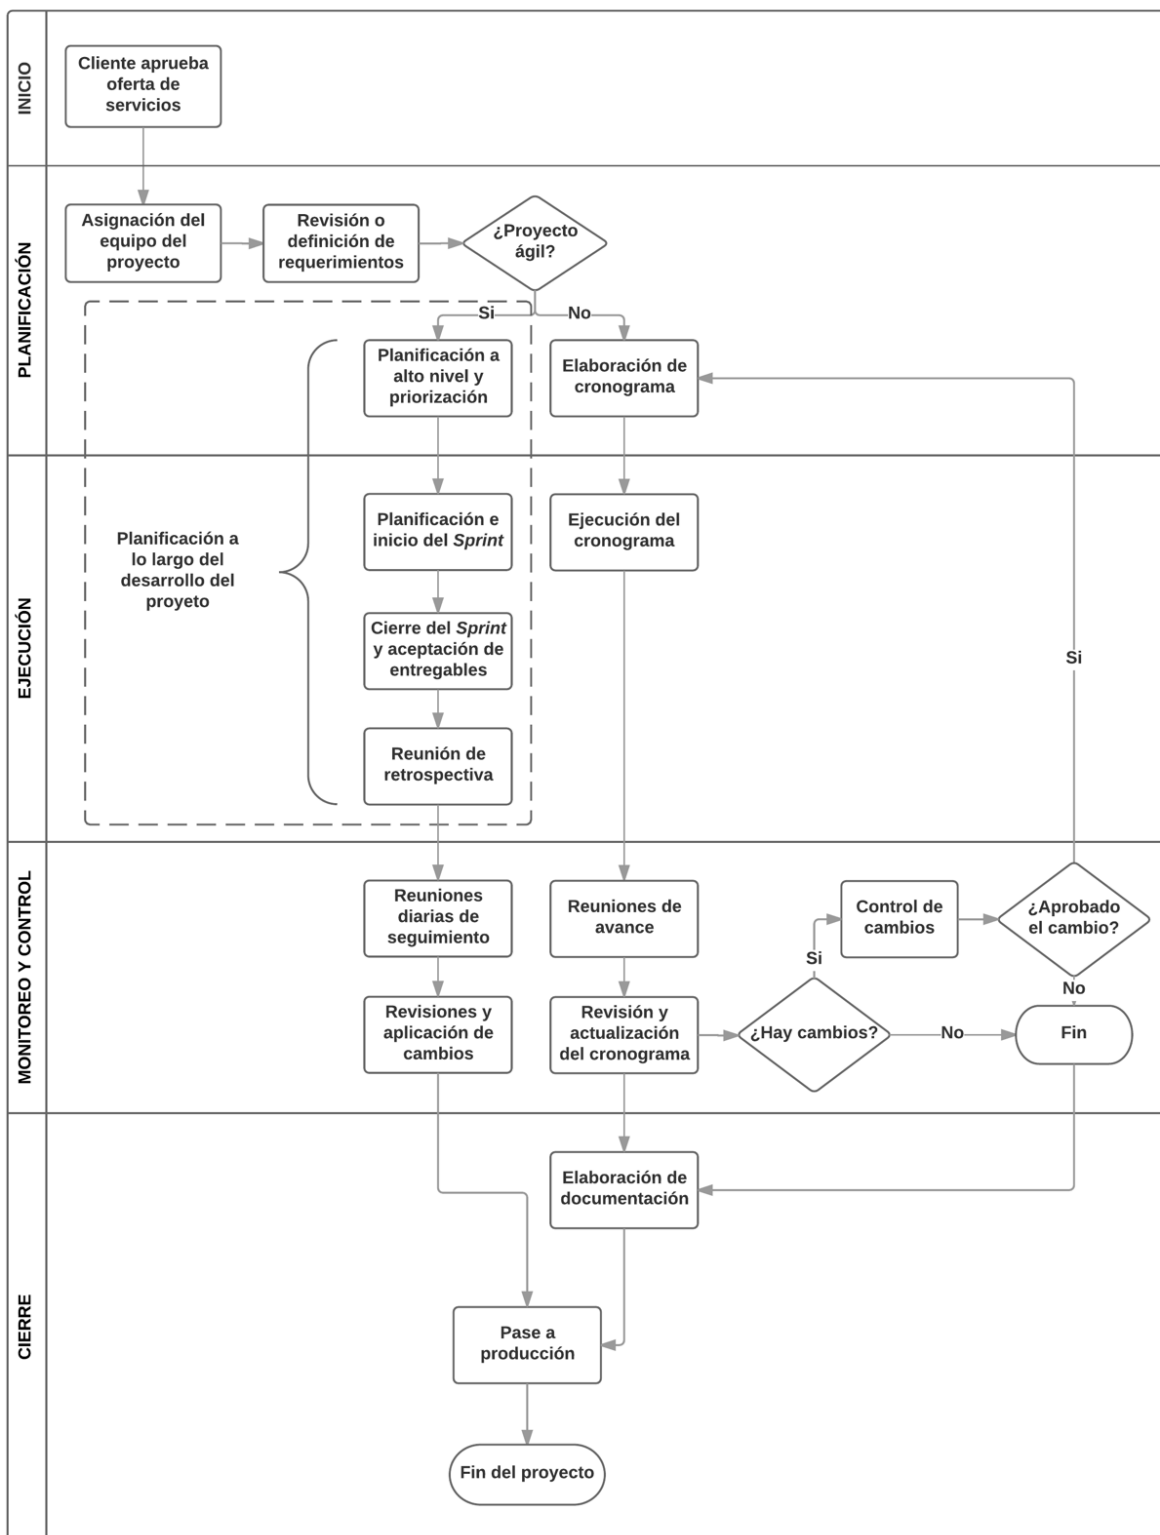 INICIO
Cliente aprueba
oferta de
servicios
PLANIFICACIÓN
Asignación del
equipo del
proyecto
Revisión o
definición de
requerimientos
¿Proyecto
ágil?
Si
No
Planificación a
alto nivel y
priorización
Elaboración de
cronograma
EJECUCIÓN
Planificación a
lo largo del
desarrollo del
proyeto
Planificación e
inicio del Sprint
Ejecución del
cronograma
Cierre del Sprint
y aceptación de
entregables
Si
Reunión de
retrospectiva
MONITOREO Y CONTROL
Reuniones
diarias de
seguimiento
Reuniones de
avance
Control de
cambios
¿Aprobado
el cambio?
Si
No
Revisiones y
aplicación de
cambios
Revisión y
actualización
del cronograma
¿Hay cambios?
No
Fin
CIERRE
Elaboración de
documentación
Pase a
producción
Fin del proyecto